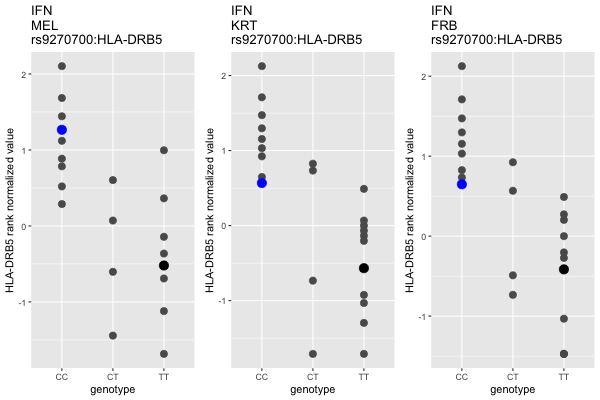 IFN
MEL
rs9270700:HLA-DRB5
HLA-DRB5 rank normalized value
2
1
0
-1
CC
CT
TT
genotype
IFN
KRT
rs9270700:HLA-DRB5
HLA-DRB5 rank normalized value
2
1
0
-1
CC
CT
TT
genotype
IFN
FRB
rs9270700:HLA-DRB5
HLA-DRB5 rank normalized value
2
1
0
-1
CC
CT
TT
genotype